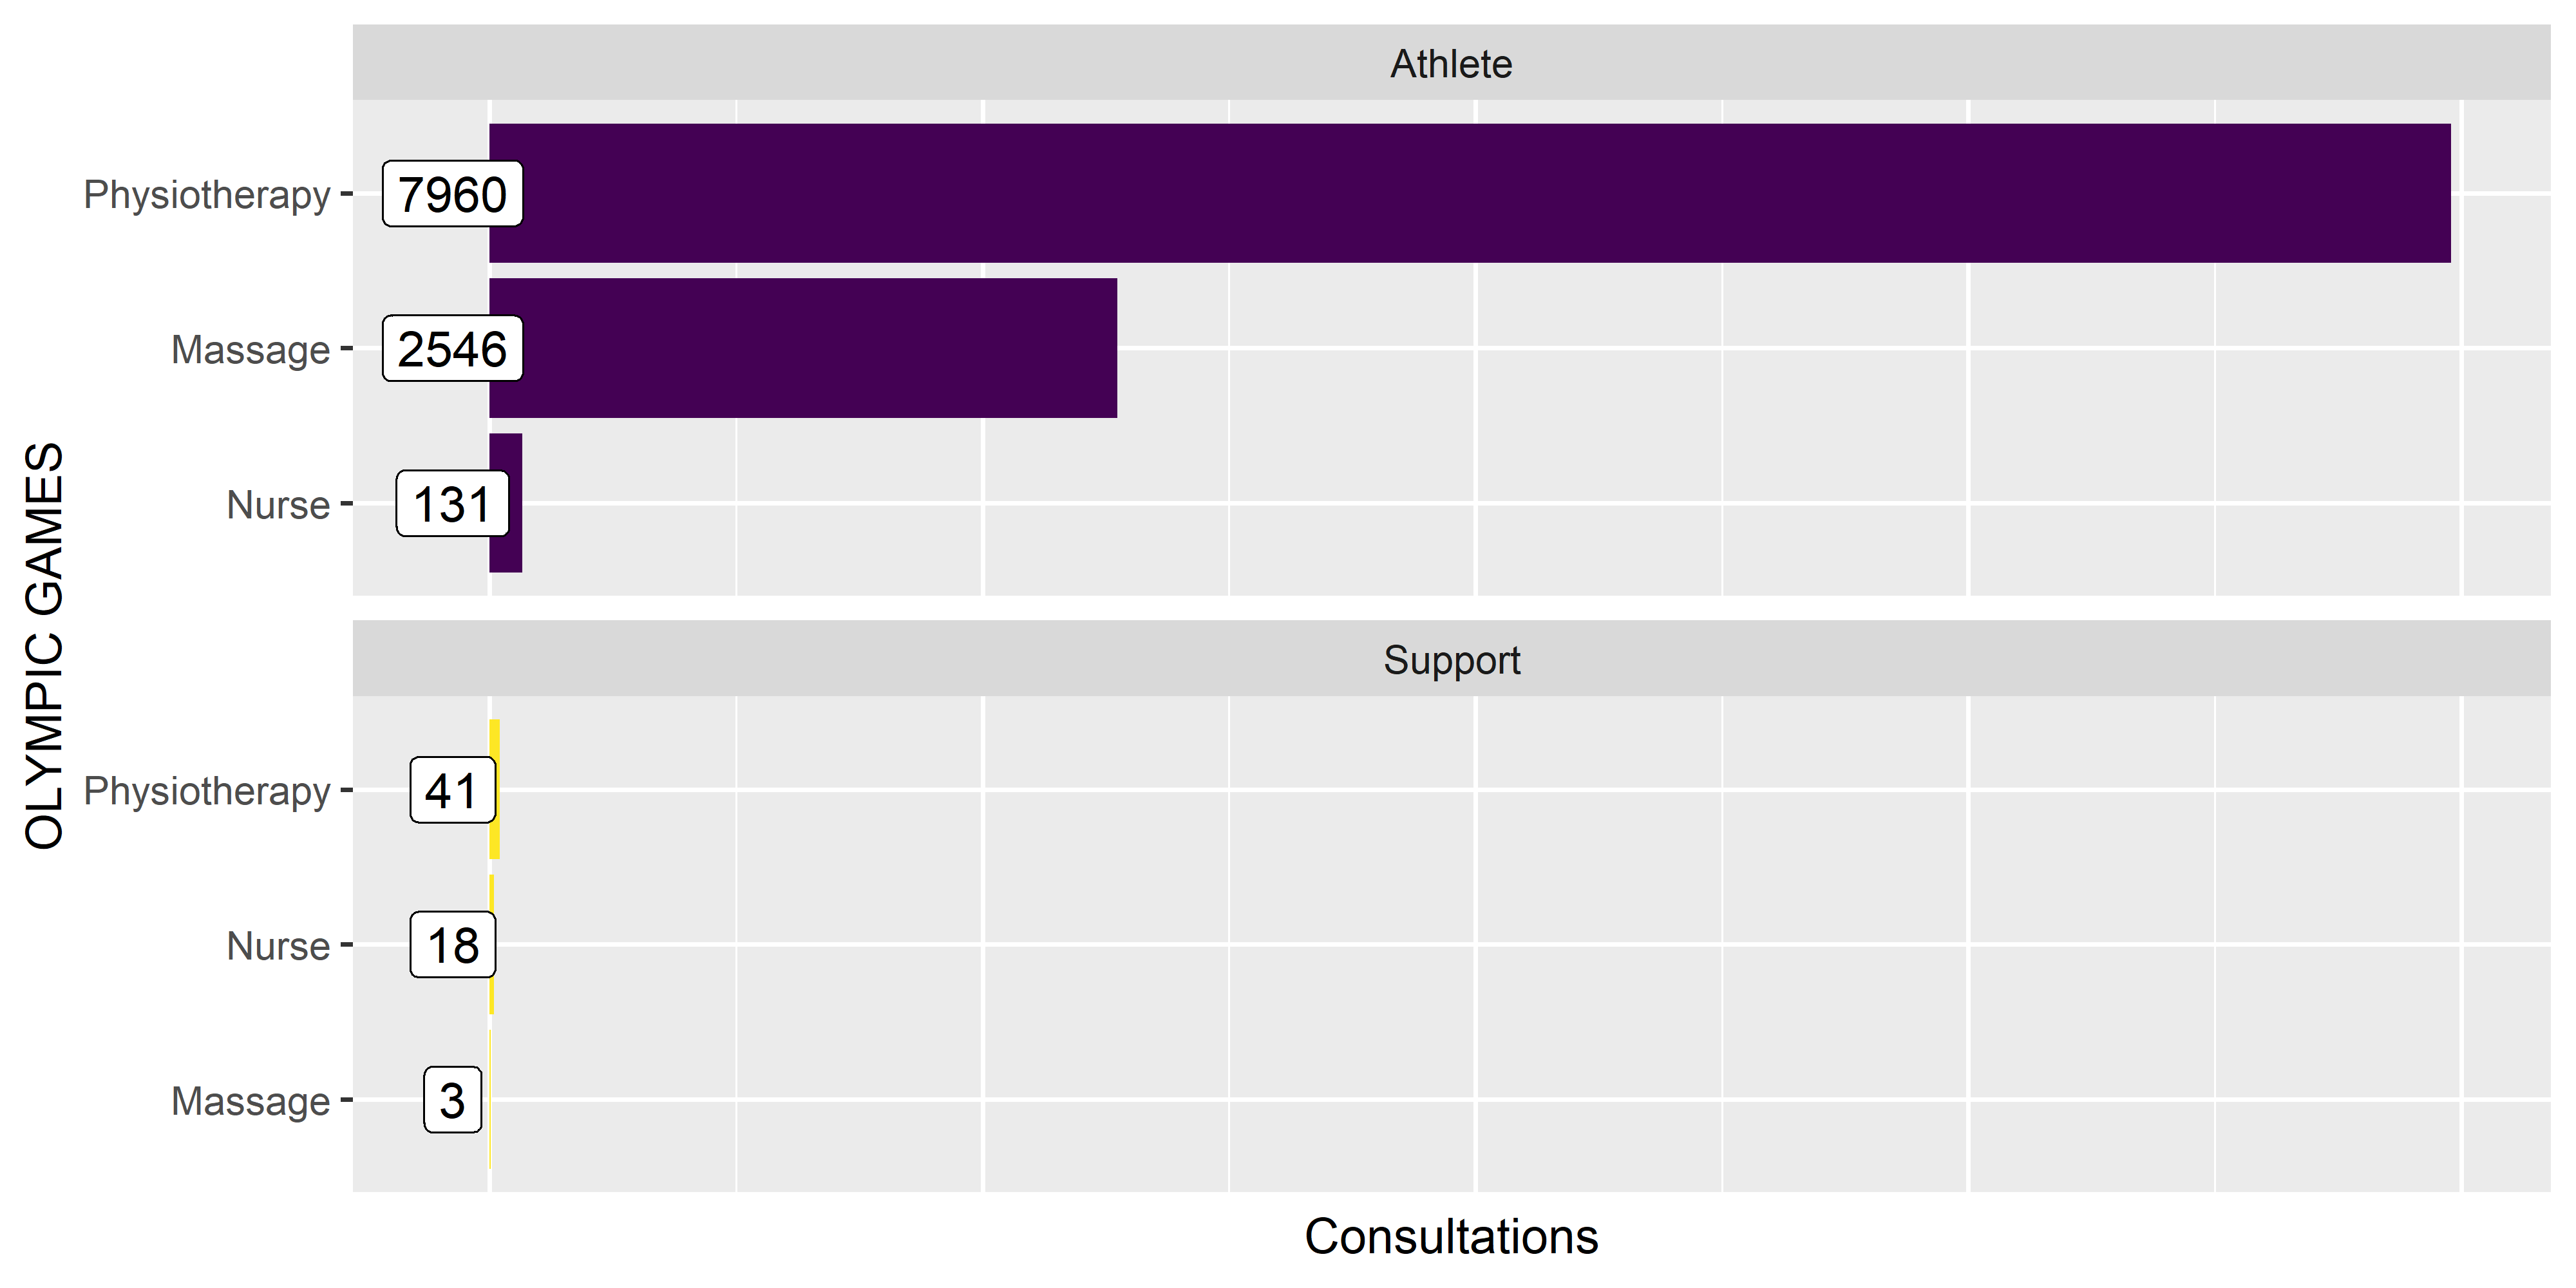 Athlete
Physiotherapy
7960
Massage
2546
Nurse
131
OLYMPIC GAMES
Support
Physiotherapy
41
Nurse
18
Massage
3
Consultations